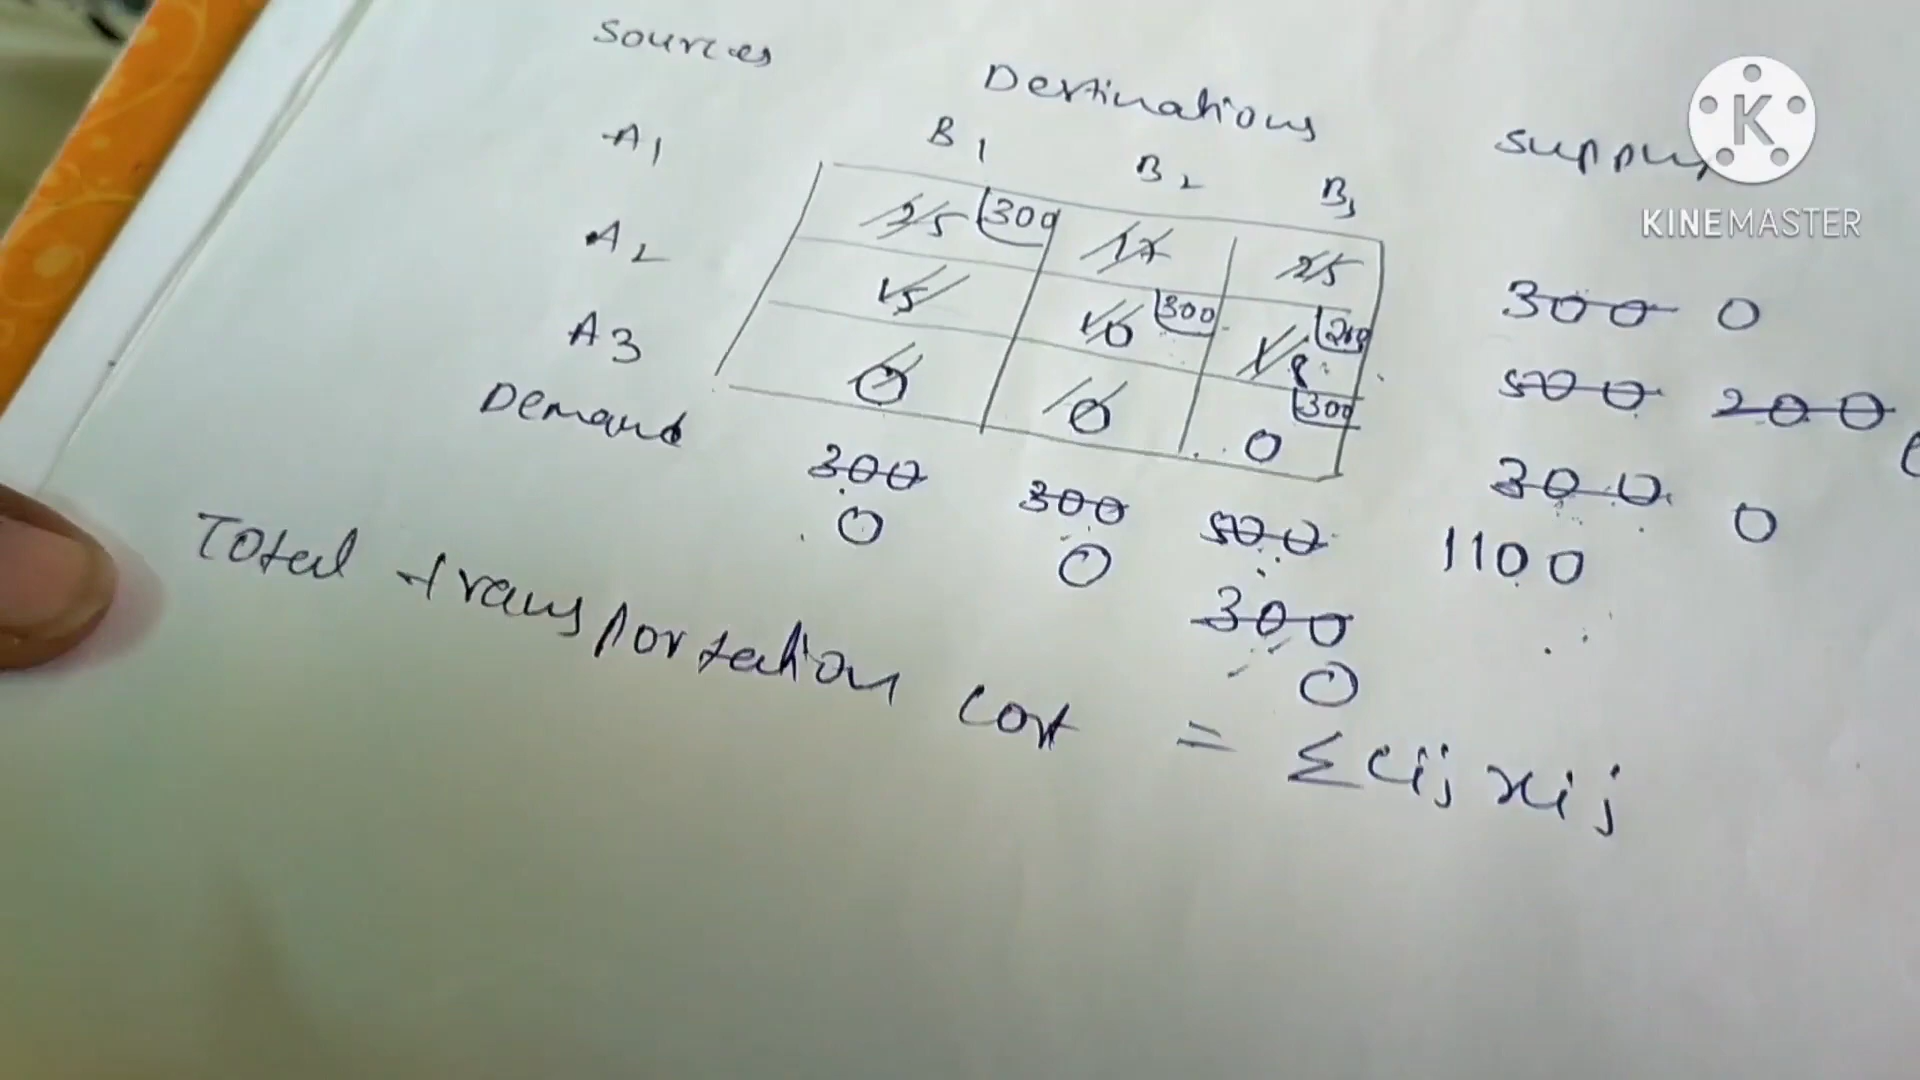 Sources
Destinations
Supply
B1 B2 B3
A1 25 300 17 25 300 0
A2 15 10 300 18 200 500 200
A3 0 0 0 300 300 0
Demand 300 300 500 1100
0 0 300
0
Total transportation cost = Σ cij xij
K
KINEMASTER